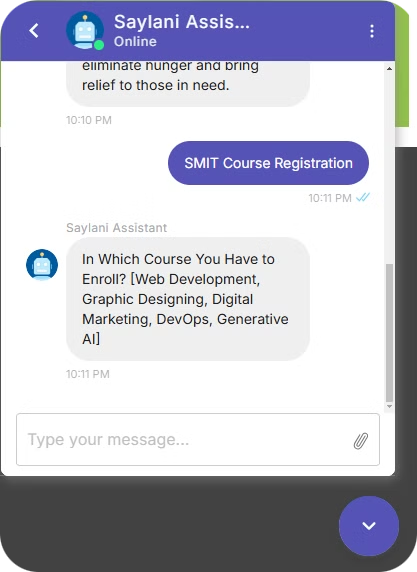 Saylani Assis...
Online
eliminate hunger and bring
relief to those in need.
10:10 PM
SMIT Course Registration
10:11 PM
Saylani Assistant
In Which Course You Have to
Enroll? [Web Development,
Graphic Designing, Digital
Marketing, DevOps, Generative
AI]
10:11 PM
Type your message...